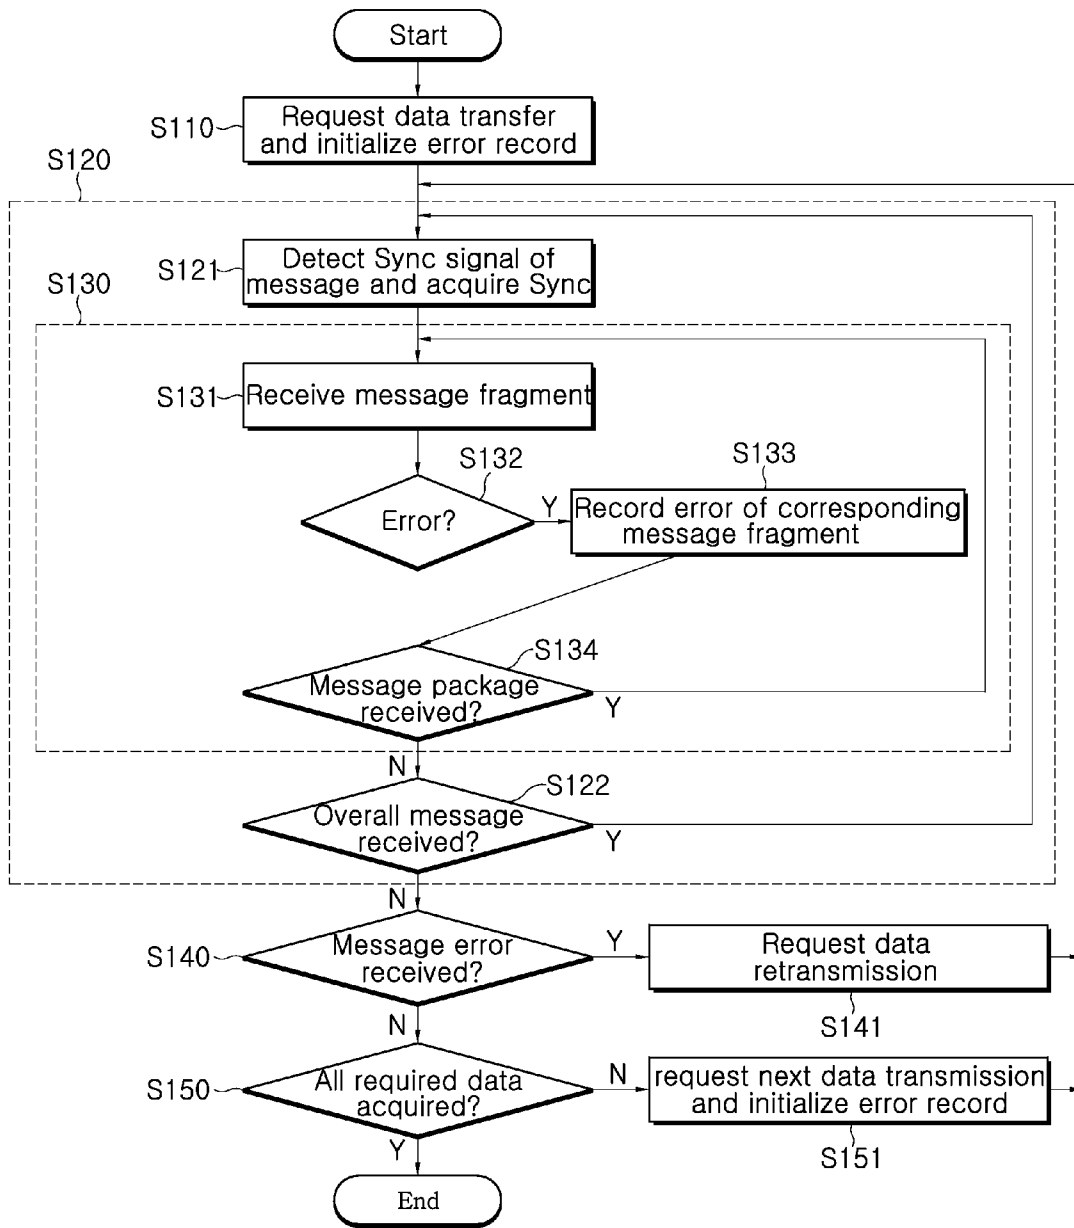 Start
Request data transfer
and initialize error record
S110
S120
Detect Sync signal of
message and acquire Sync
S121
S130
Receive message fragment
S131
S132
Error?
Y
S133
Record error of corresponding
message fragment
S134
Message package
received?
Y
N
S122
Overall message
received?
Y
N
S140
Message error
received?
Y
Request data
retransmission
S141
N
S150
All required data
acquired?
N
request next data transmission
and initialize error record
S151
Y
End